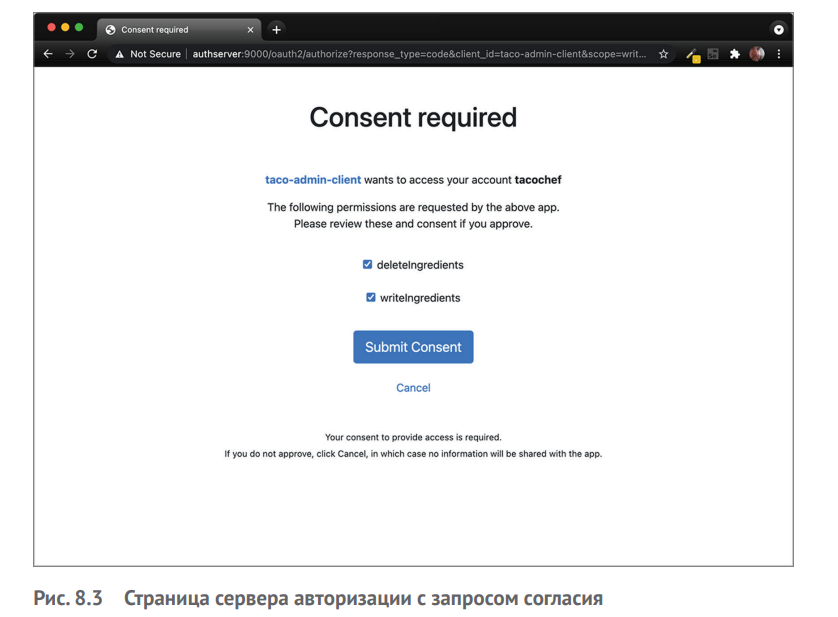 Consent required
Not Secure authserver:9000/oauth2/authorize?response_type=code&client_id=taco-admin-client&scope=writ...
Consent required
taco-admin-client wants to access your account tacochef
The following permissions are requested by the above app.
Please review these and consent if you approve.
deleteIngredients
writeIngredients
Submit Consent
Cancel
Your consent to provide access is required.
If you do not approve, click Cancel, in which case no information will be shared with the app.
Рис. 8.3 Страница сервера авторизации с запросом согласия